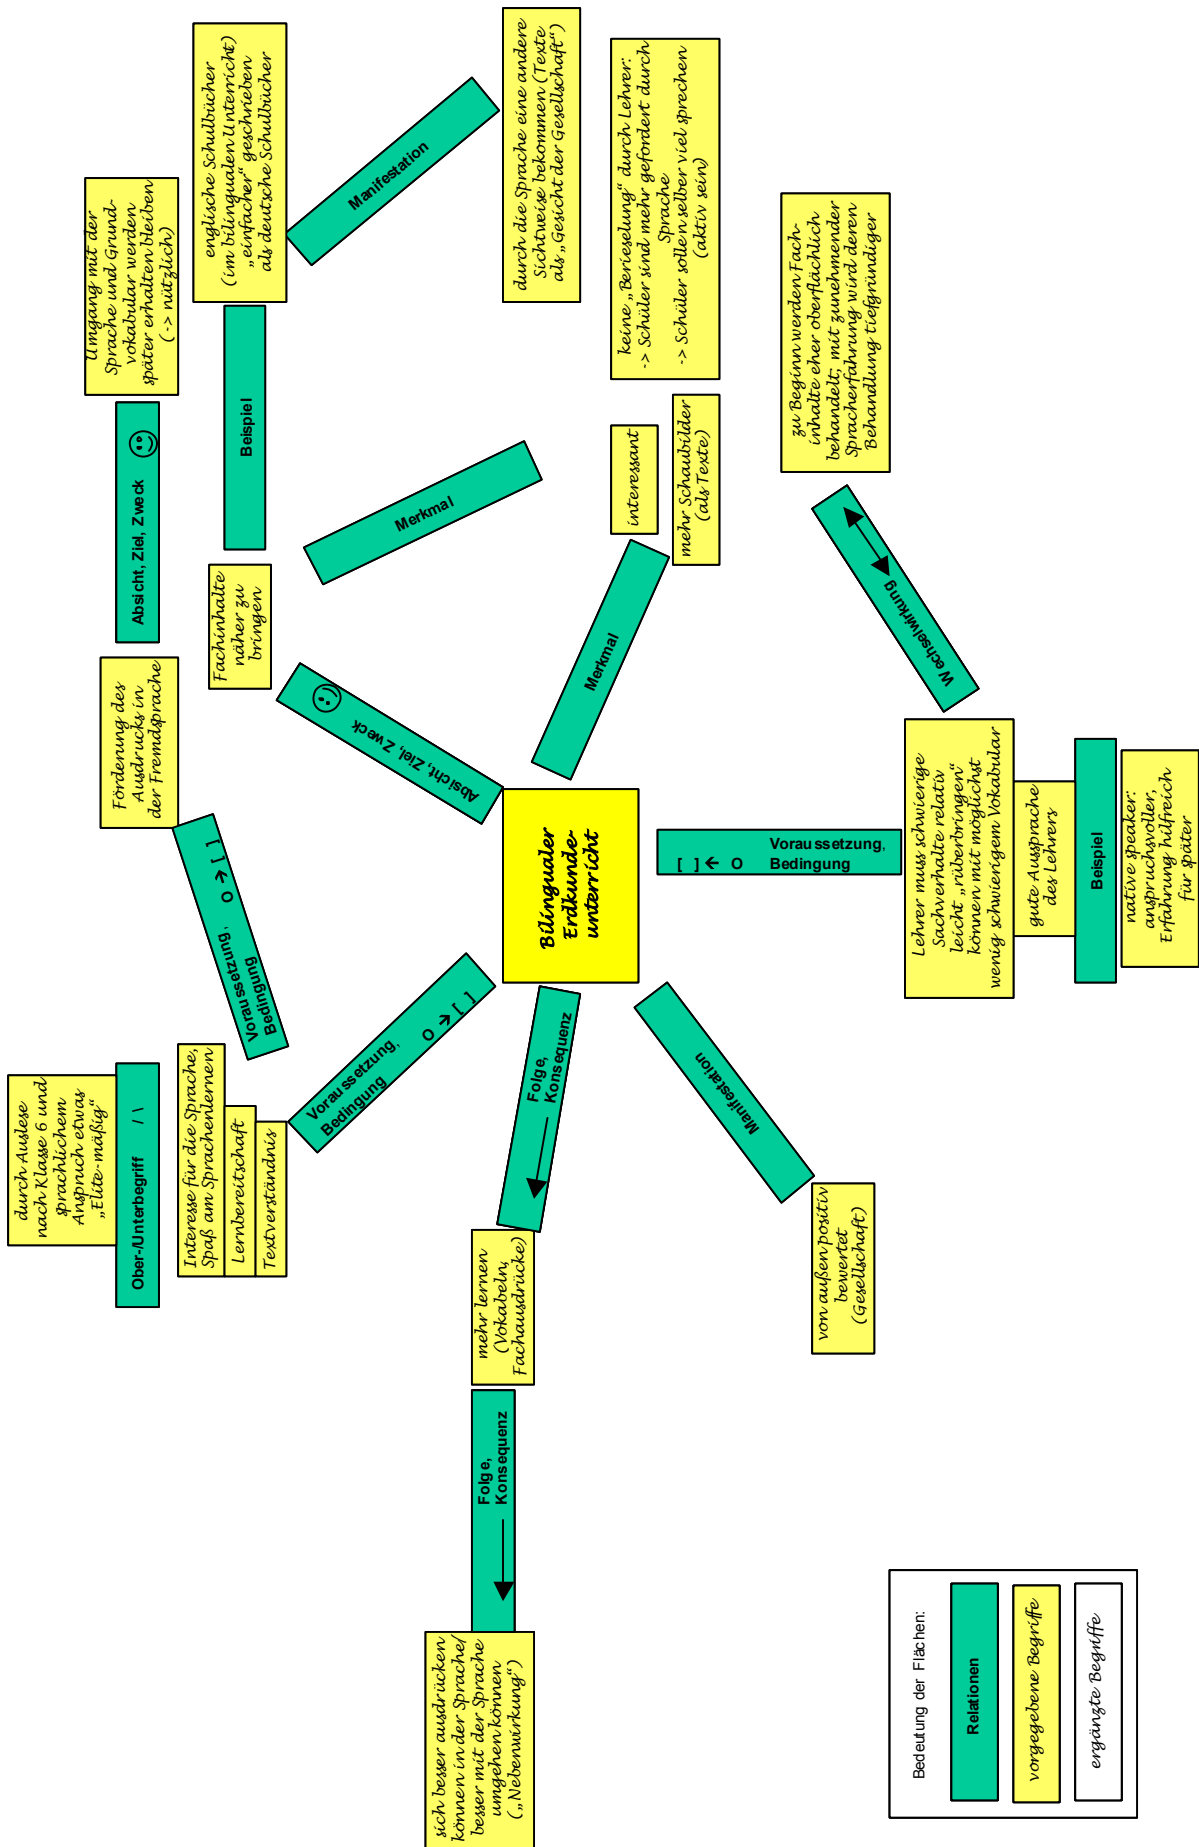 durch Auslese
nach Klasse 6 und
sprachlichem
Anspruch etwas
„Elite-mäßig“
Ober-/Unterbegriff / \
Interesse für die Sprache,
Spaß am Sprachenlernen
Lernbereitschaft
Textverständnis
Voraussetzung, O → [ ]
Bedingung
Förderung des
Ausdrucks in
der Fremdsprache
Absicht, Ziel, Zweck
Umgang mit der
Sprache und Grund-
vokabular werden
später erhalten bleiben
(-> nützlich)
Voraussetzung,
Bedingung O → [ ]
Absicht, Ziel, Zweck
Fachinhalte
näher zu
bringen
Beispiel
englische Schulbücher
(im bilingualen Unterricht)
„einfacher“ geschrieben
als deutsche Schulbücher
Manifestation
durch die Sprache eine andere
Sichtweise bekommen (Texte
als „Gesicht der Gesellschaft“)
Merkmal
keine „Berieselung“ durch Lehrer:
-> Schüler sind mehr gefordert durch
Sprache
-> Schüler sollen selber viel sprechen
(aktiv sein)
Merkmal
interessant
mehr Schaubilder
(als Texte)
Bilingualer
Erdkunde-
unterricht
Folge,
Konsequenz
mehr lernen
(Vokabeln,
Fachausdrücke)
Folge,
Konsequenz
sich besser ausdrücken
können in der Sprache/
besser mit der Sprache
umgehen können
(„Nebenwirkung“)
Manifestation
von außen positiv
bewertet
(Gesellschaft)
[ ] ← O Voraussetzung,
Bedingung
Lehrer muss schwierige
Sachverhalte relativ
leicht „rüberbringen“
können mit möglichst
wenig schwierigem Vokabular
gute Aussprache
des Lehrers
Beispiel
native speaker:
anspruchsvoller,
Erfahrung hilfreich
für später
Wechselwirkung
zu Beginn werden Fach-
inhalte eher oberflächlich
behandelt; mit zunehmender
Spracherfahrung wird deren
Behandlung tiefgründiger
Bedeutung der Flächen:
Relationen
vorgegebene Begriffe
ergänzte Begriffe